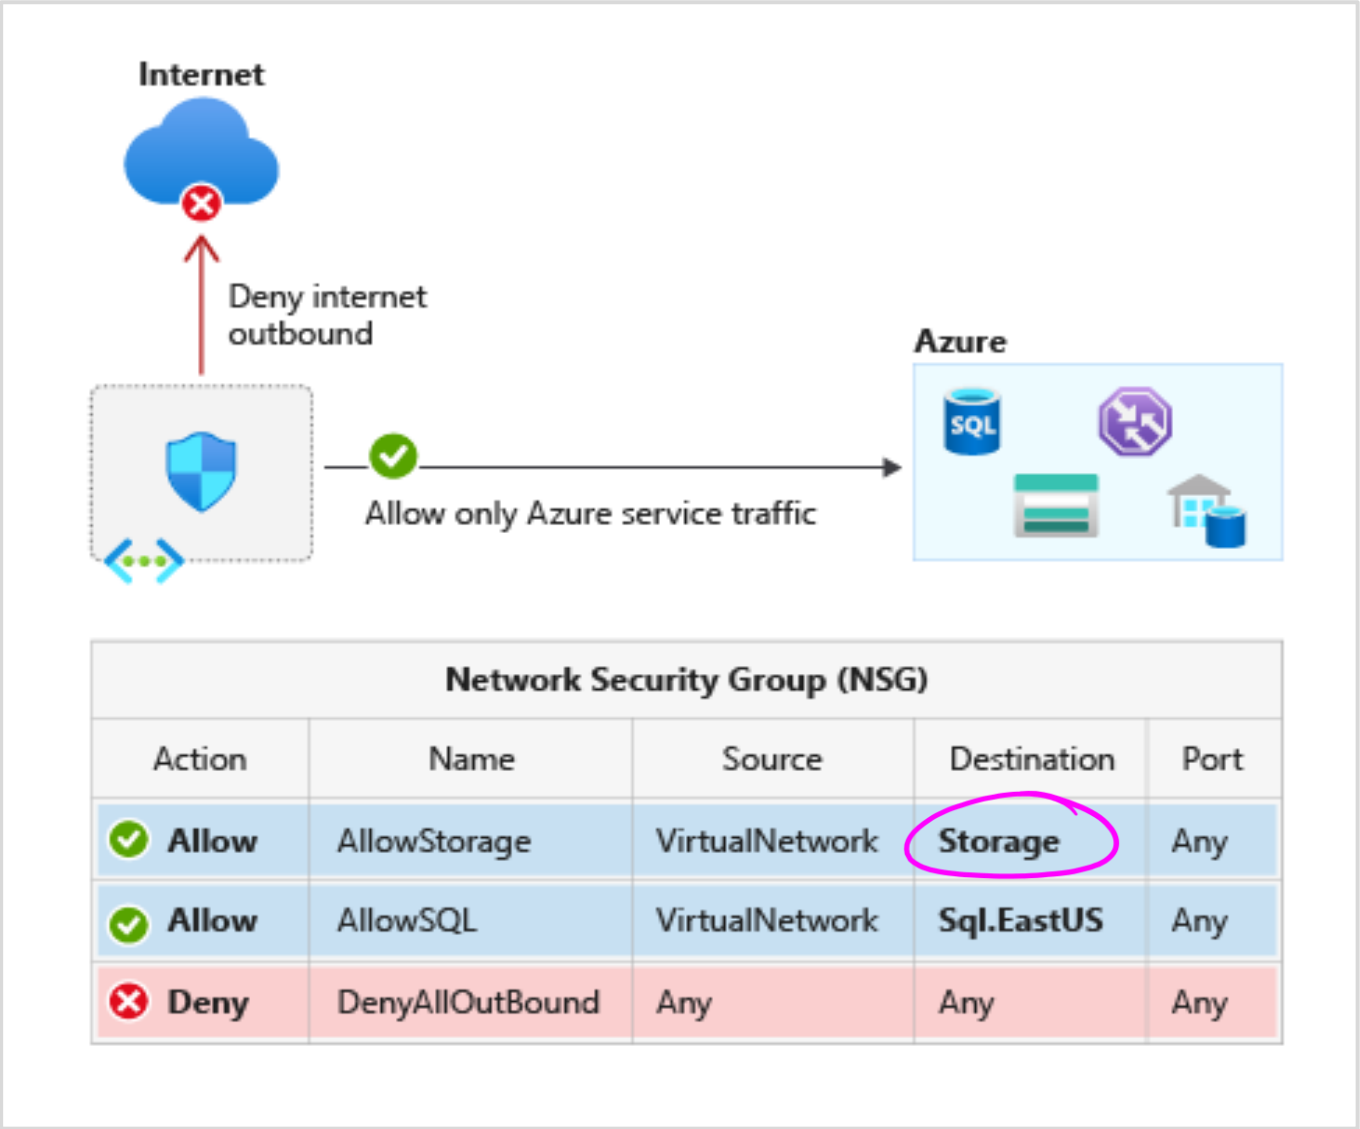 Internet
Deny internet
outbound
Azure
SQL
Allow only Azure service traffic
Network Security Group (NSG)
Action Name Source Destination Port
Allow AllowStorage VirtualNetwork Storage Any
Allow AllowSQL VirtualNetwork Sql.EastUS Any
Deny DenyAllOutBound Any Any Any